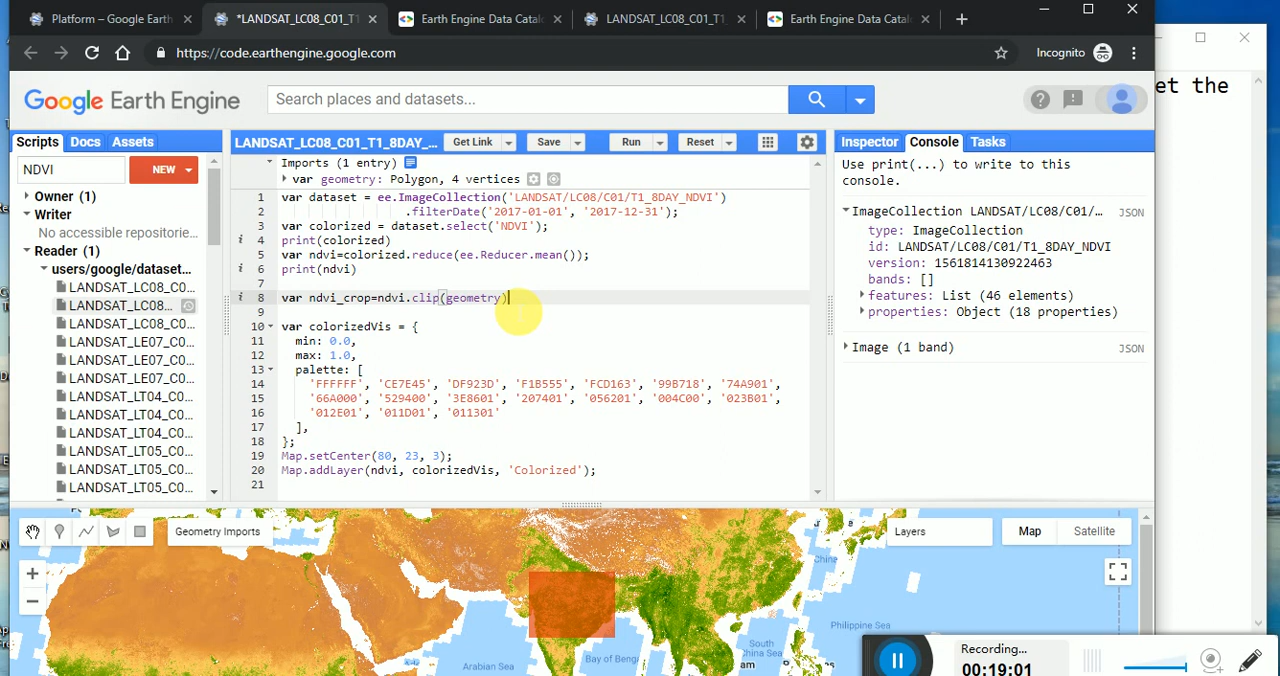 Platform – Google Earth
*LANDSAT_LC08_C01_T1
Earth Engine Data Catal
LANDSAT_LC08_C01_T1
Earth Engine Data Catal
https://code.earthengine.google.com
Incognito
et the
Google Earth Engine
Search places and datasets...
Scripts Docs Assets
NDVI
NEW
Owner (1)
Writer
No accessible repositorie...
Reader (1)
users/google/dataset...
LANDSAT_LC08_C0...
LANDSAT_LC08...
LANDSAT_LC08_C0...
LANDSAT_LE07_C0...
LANDSAT_LE07_C0...
LANDSAT_LE07_C0...
LANDSAT_LT04_C0...
LANDSAT_LT04_C0...
LANDSAT_LT04_C0...
LANDSAT_LT05_C0...
LANDSAT_LT05_C0...
LANDSAT_LT05_C0...
LANDSAT_LC08_C01_T1_8DAY_...
Get Link Save Run Reset
Imports (1 entry)
var geometry: Polygon, 4 vertices
1 var dataset = ee.ImageCollection('LANDSAT/LC08/C01/T1_8DAY_NDVI')
2 .filterDate('2017-01-01', '2017-12-31');
3 var colorized = dataset.select('NDVI');
i 4 print(colorized)
5 var ndvi=colorized.reduce(ee.Reducer.mean());
i 6 print(ndvi)
7
i 8 var ndvi_crop=ndvi.clip(geometry)
9
10 var colorizedVis = {
11 min: 0.0,
12 max: 1.0,
13 palette: [
14 'FFFFFF', 'CE7E45', 'DF923D', 'F1B555', 'FCD163', '99B718', '74A901',
15 '66A000', '529400', '3E8601', '207401', '056201', '004C00', '023B01',
16 '012E01', '011D01', '011301'
17 ],
18 };
19 Map.setCenter(80, 23, 3);
20 Map.addLayer(ndvi, colorizedVis, 'Colorized');
21
Inspector Console Tasks
Use print(...) to write to this
console.
ImageCollection LANDSAT/LC08/C01/... JSON
type: ImageCollection
id: LANDSAT/LC08/C01/T1_8DAY_NDVI
version: 1561814130922463
bands: []
features: List (46 elements)
properties: Object (18 properties)
Image (1 band) JSON
Geometry Imports
Layers
Map Satellite
China
Philippine Sea
South
China Sea
Arabian Sea
Bay of Beng
am
Recording...
00:19:01